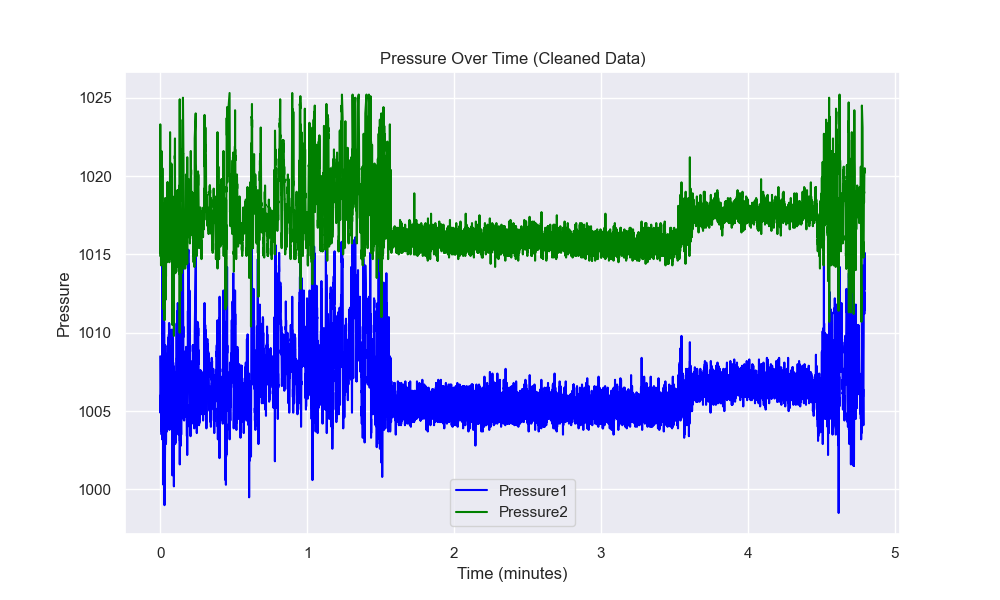 Pressure Over Time (Cleaned Data)
1025
1020
1015
1010
1005
1000
Pressure
Pressure1
Pressure2
0 1 2 3 4 5
Time (minutes)